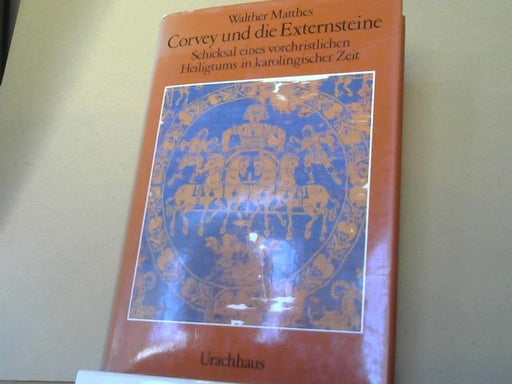 Walther Matthes
Corvey und die Externsteine
Schicksal eines vorchristlichen
Heiligtums in karolingischer Zeit
Urachhaus